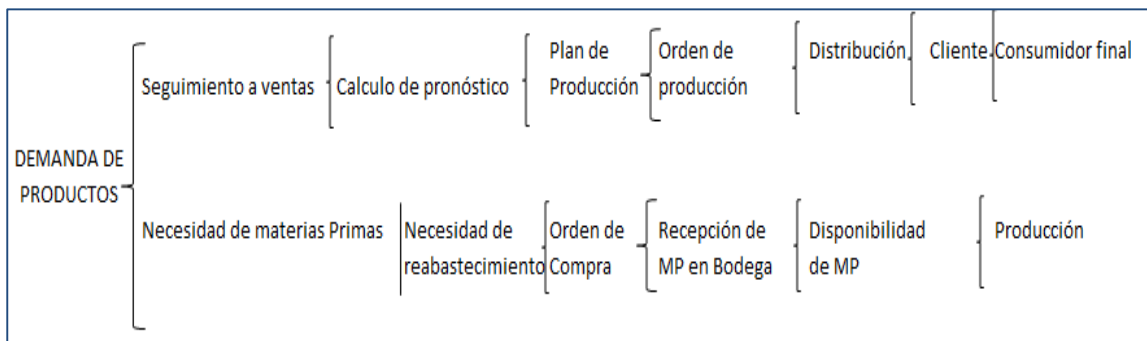 Plan de
Producción
Orden de
producción
Distribución
Cliente
Consumidor final
Seguimiento a ventas
Calculo de pronóstico
DEMANDA DE
PRODUCTOS
Necesidad de materias Primas
Necesidad de
reabastecimiento
Orden de
Compra
Recepción de
MP en Bodega
Disponibilidad
de MP
Producción